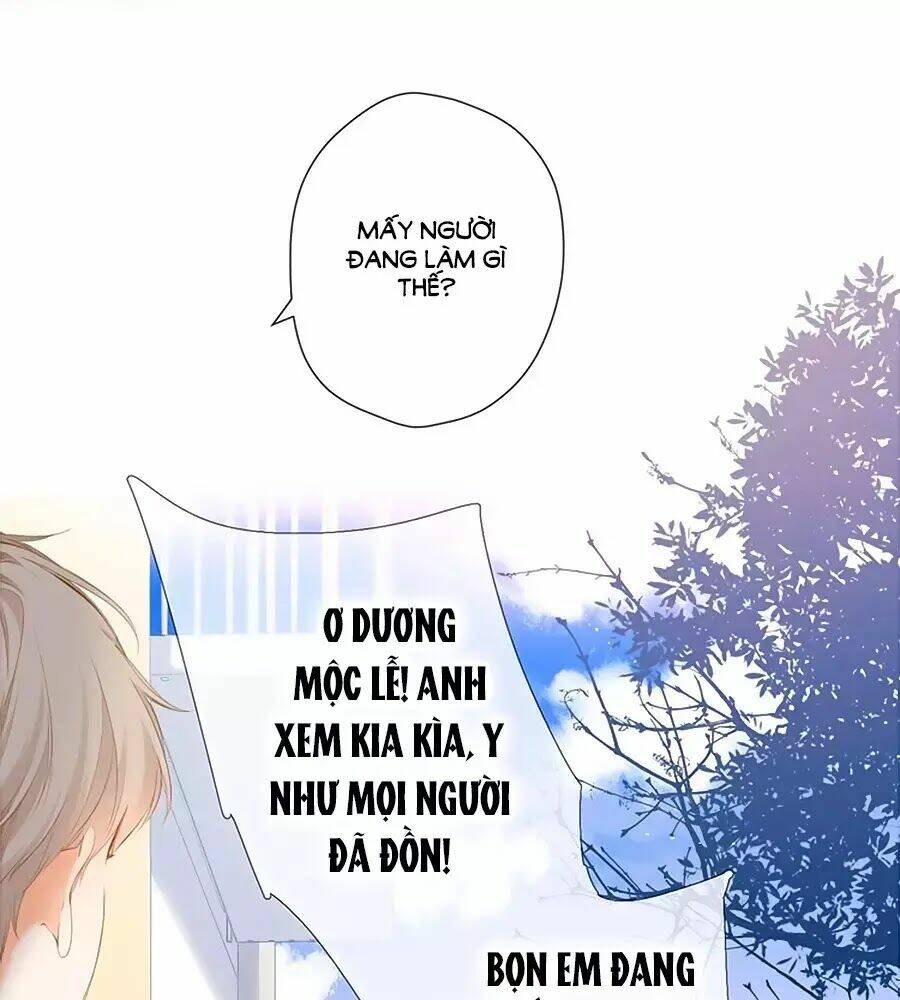 MẤY NGƯỜI
ĐANG LÀM GÌ
THẾ?
Ơ DƯƠNG
MỘC LỄ! ANH
XEM KIA KÌA, Y
NHƯ MỌI NGƯỜI
ĐÃ ĐỒN!
BỌN EM ĐANG